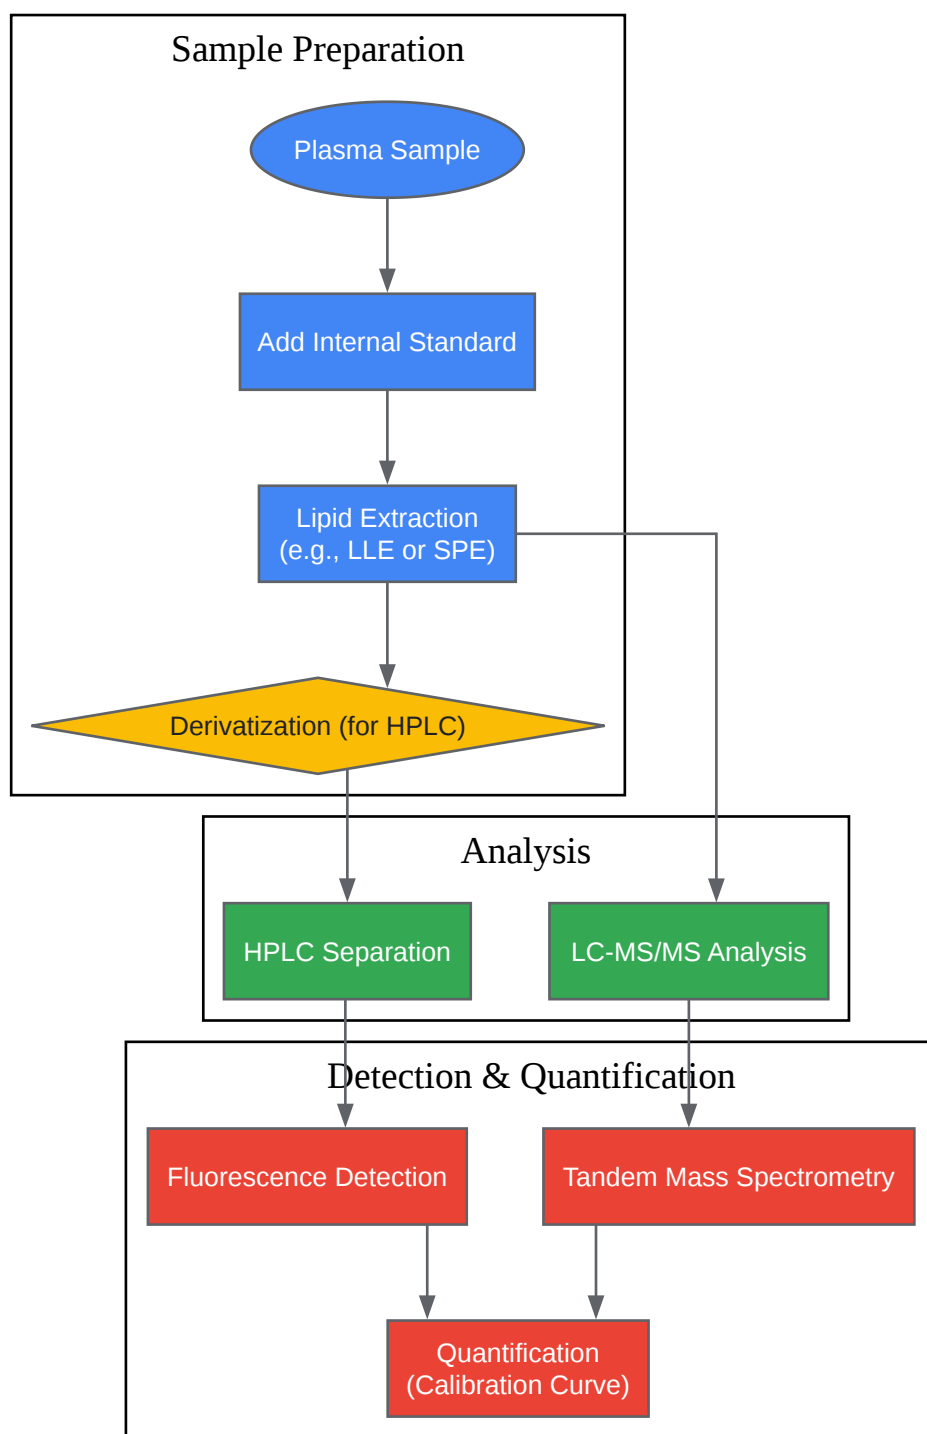 Sample Preparation
Plasma Sample
Add Internal Standard
Lipid Extraction
(e.g., LLE or SPE)
Derivatization (for HPLC)
Analysis
HPLC Separation
LC-MS/MS Analysis
Detection & Quantification
Fluorescence Detection
Tandem Mass Spectrometry
Quantification
(Calibration Curve)